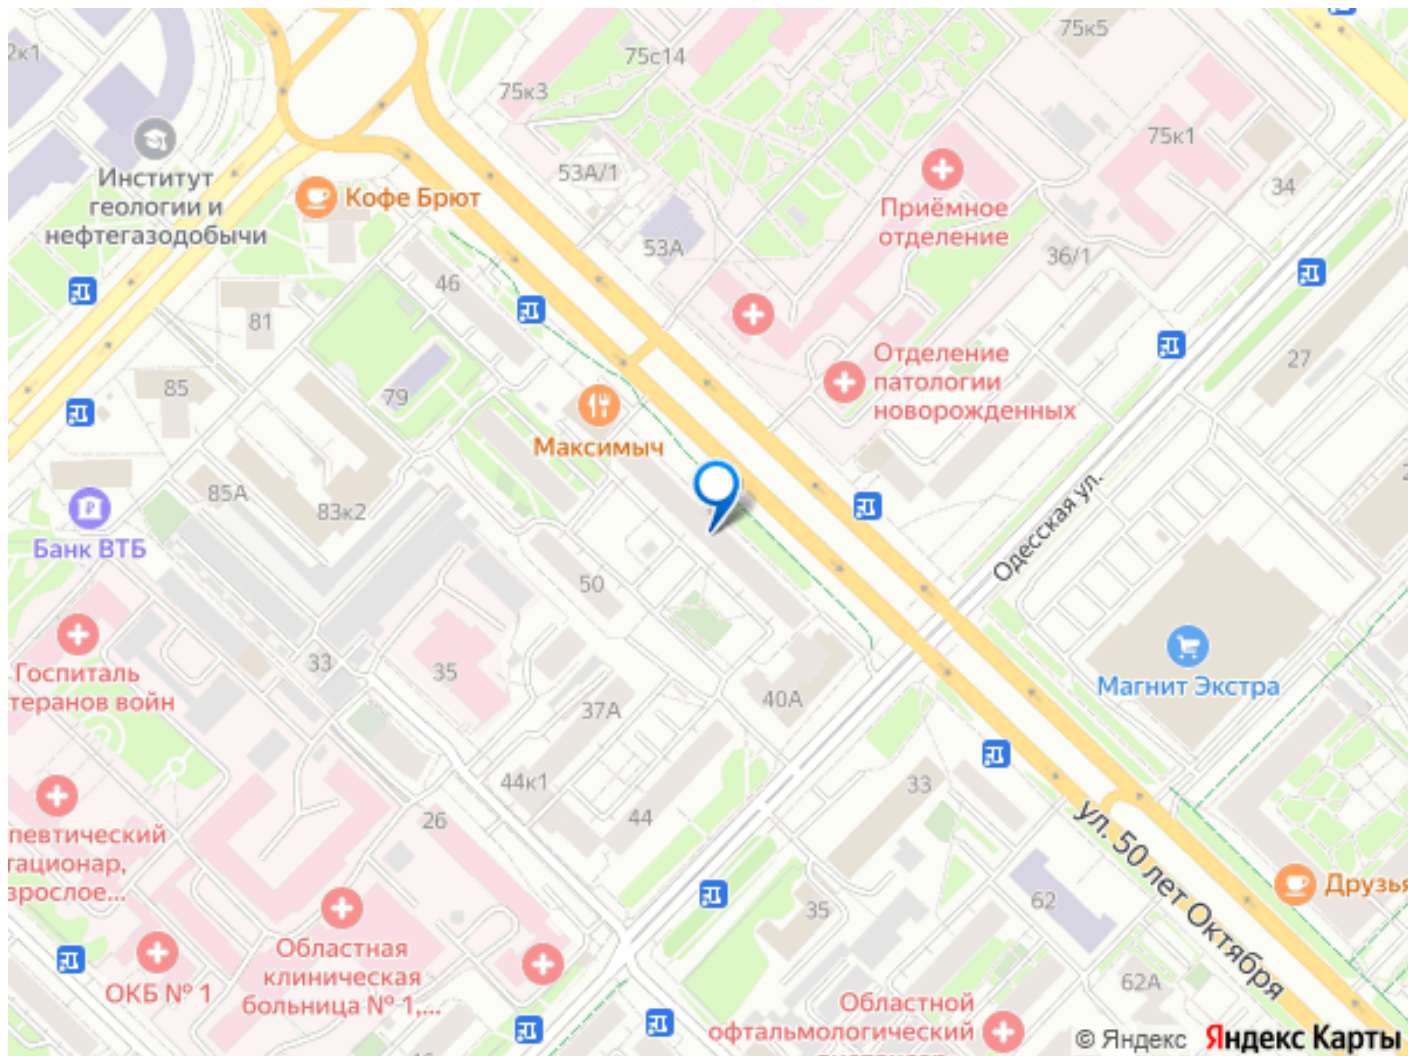 2к1
75к5
75с14
75к3
75к1
Институт
геологии и
нефтегазодобычи
53А/1
34
Кофе Брют
Приёмное
отделение
53А
36/1
46
81
Отделение
патологии
новорожденных
27
85
79
Максимыч
85А
83к2
Банк ВТБ
Одесская ул.
50
Госпиталь
теранов войн
33
35
37А
40А
Магнит Экстра
44к1
44
33
26
певтический
тационар,
зрослое...
ул. 50 лет Октября
Друзья
62
35
Областная
клиническая
больница № 1,...
ОКБ № 1
62А
Областной
офтальмологический
© Яндекс Яндекс Карты